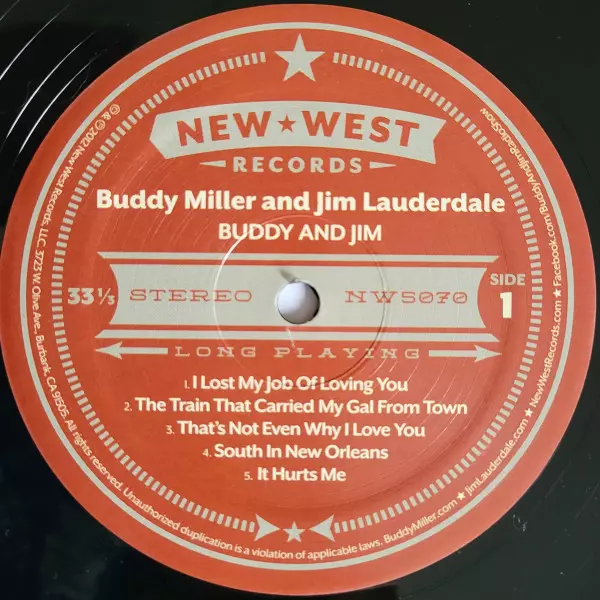 NEW★WEST
RECORDS
Buddy Miller and Jim Lauderdale
BUDDY AND JIM
33 1/3
STEREO
NW5070
SIDE
1
LONG PLAYING
1. I Lost My Job Of Loving You
2. The Train That Carried My Gal From Town
3. That's Not Even Why I Love You
4. South In New Orleans
5. It Hurts Me
©&℗ 2012 New West Records, LLC. 3723 W. Olive Ave., Burbank, CA 91505. All rights reserved. Unauthorized duplication is a violation of applicable laws. BuddyMiller.com ★ JimLauderdale.com ★ NewWestRecords.com ★ Facebook.com/BuddyAndJimRadioShow